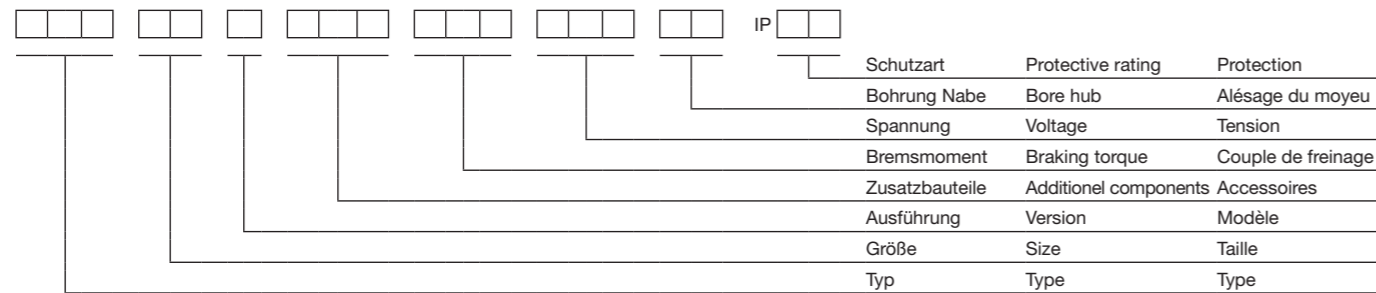 IP
Schutzart Protective rating Protection
Bohrung Nabe Bore hub Alésage du moyeu
Spannung Voltage Tension
Bremsmoment Braking torque Couple de freinage
Zusatzbauteile Additionel components Accessoires
Ausführung Version Modèle
Größe Size Taille
Typ Type Type